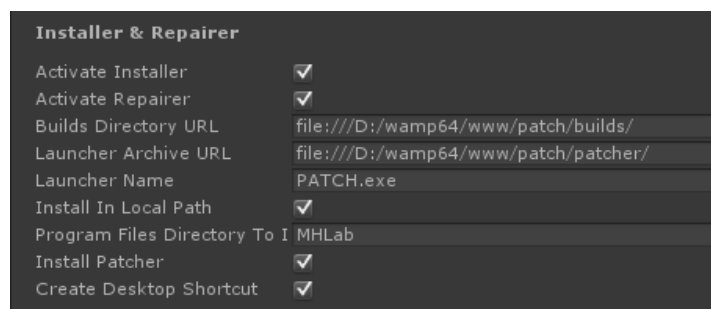 Installer & Repairer
Activate Installer
Activate Repairer
Builds Directory URL file:///D:/wamp64/www/patch/builds/
Launcher Archive URL file:///D:/wamp64/www/patch/patcher/
Launcher Name PATCH.exe
Install In Local Path
Program Files Directory To I MHLab
Install Patcher
Create Desktop Shortcut